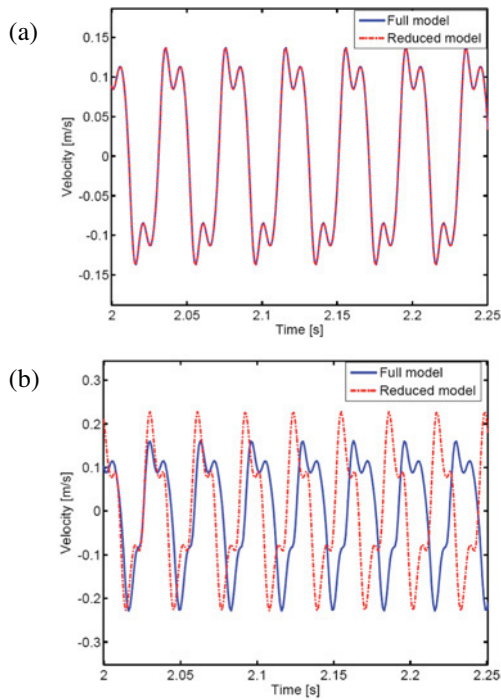 (a)
Full model
Reduced model
0.15
0.1
0.05
0
-0.05
-0.1
-0.15
Velocity [m/s]
2
2.05
2.1
2.15
2.2
2.25
Time [s]
(b)
Full model
Reduced model
0.3
0.2
0.1
0
-0.1
-0.2
-0.3
Velocity [m/s]
2
2.05
2.1
2.15
2.2
2.25
Time [s]